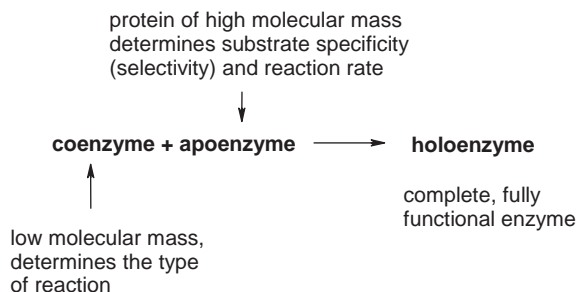 protein of high molecular mass
determines substrate specificity
(selectivity) and reaction rate
coenzyme + apoenzyme holoenzyme
complete, fully
functional enzyme
low molecular mass,
determines the type
of reaction